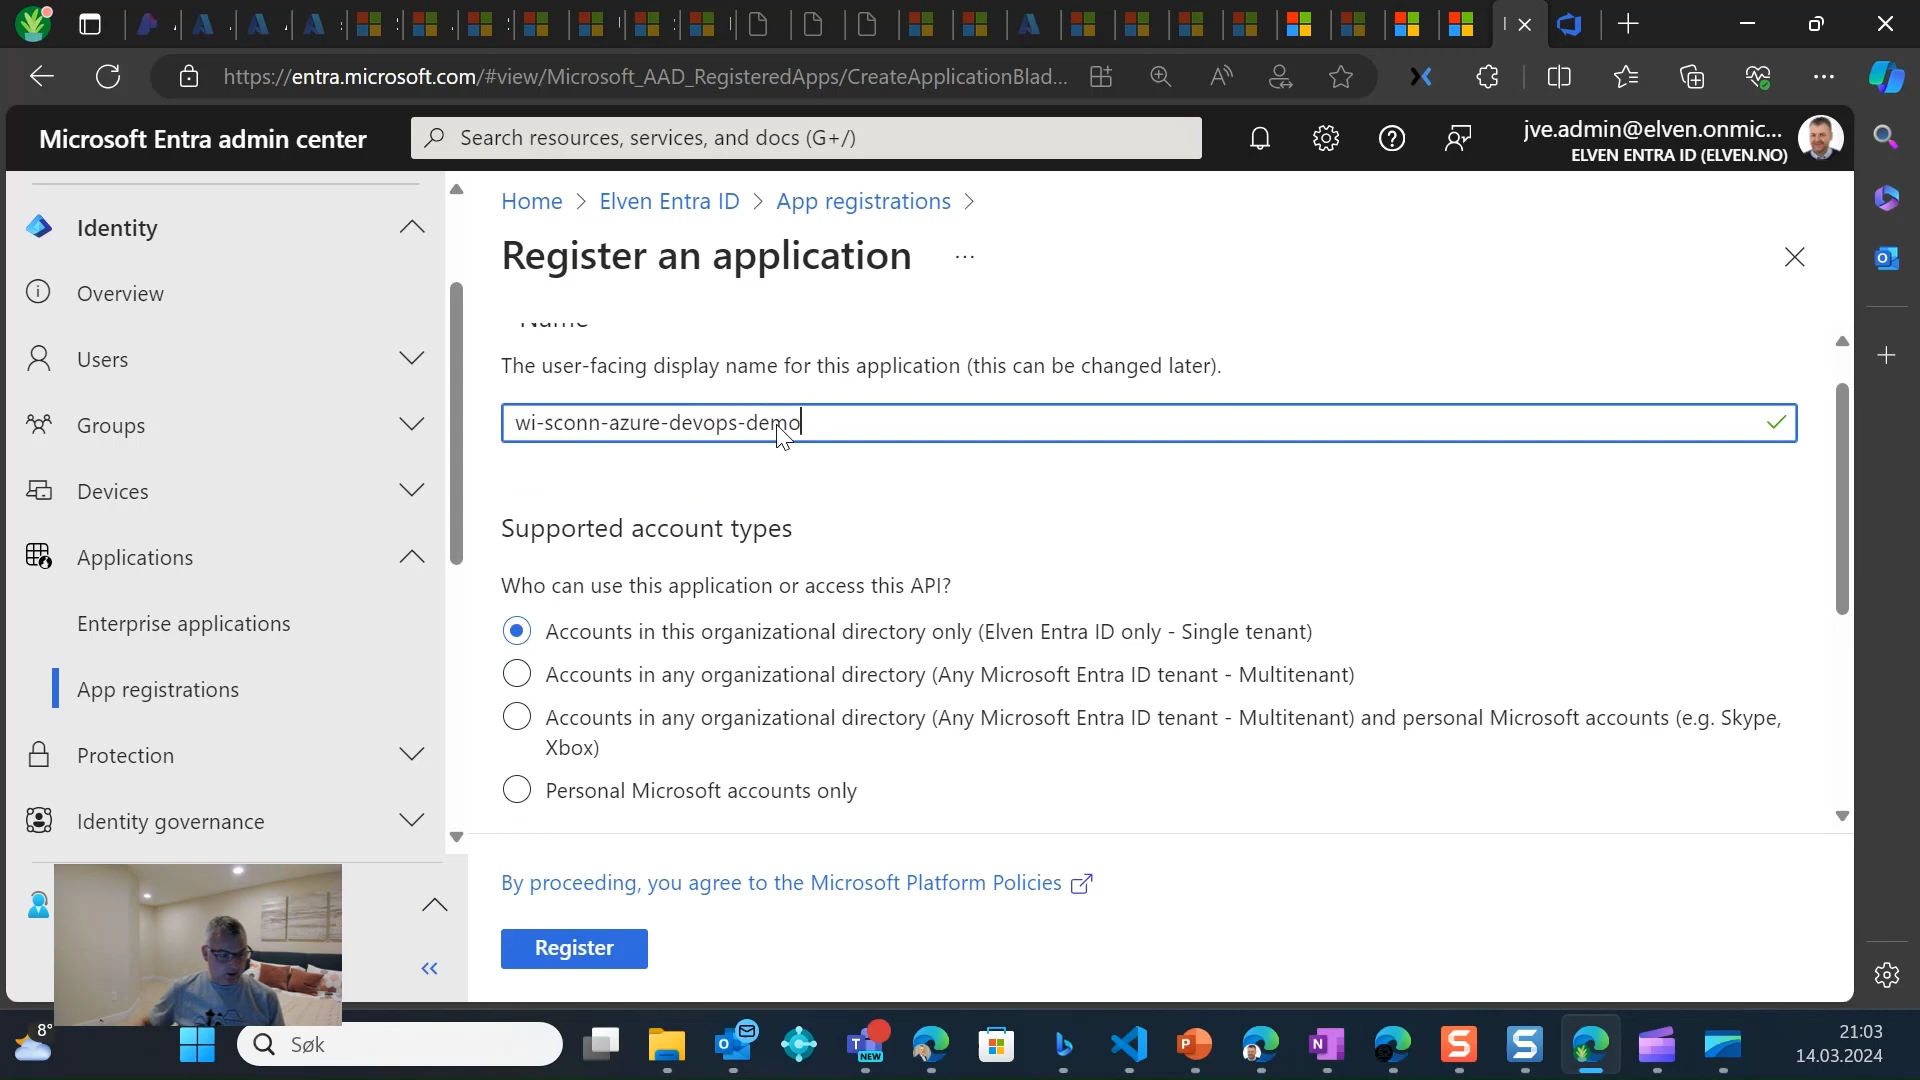 https://entra.microsoft.com/#view/Microsoft_AAD_RegisteredApps/CreateApplicationBlad...
Microsoft Entra admin center
Search resources, services, and docs (G+/)
jve.admin@elven.onmic...
ELVEN ENTRA ID (ELVEN.NO)
Identity
Overview
Users
Groups
Devices
Applications
Enterprise applications
App registrations
Protection
Identity governance
Home > Elven Entra ID > App registrations >
Register an application ...
Name
The user-facing display name for this application (this can be changed later).
wi-sconn-azure-devops-demo
Supported account types
Who can use this application or access this API?
Accounts in this organizational directory only (Elven Entra ID only - Single tenant)
Accounts in any organizational directory (Any Microsoft Entra ID tenant - Multitenant)
Accounts in any organizational directory (Any Microsoft Entra ID tenant - Multitenant) and personal Microsoft accounts (e.g. Skype,
Xbox)
Personal Microsoft accounts only
By proceeding, you agree to the Microsoft Platform Policies
Register
8°
Søk
NEW
21:03
14.03.2024